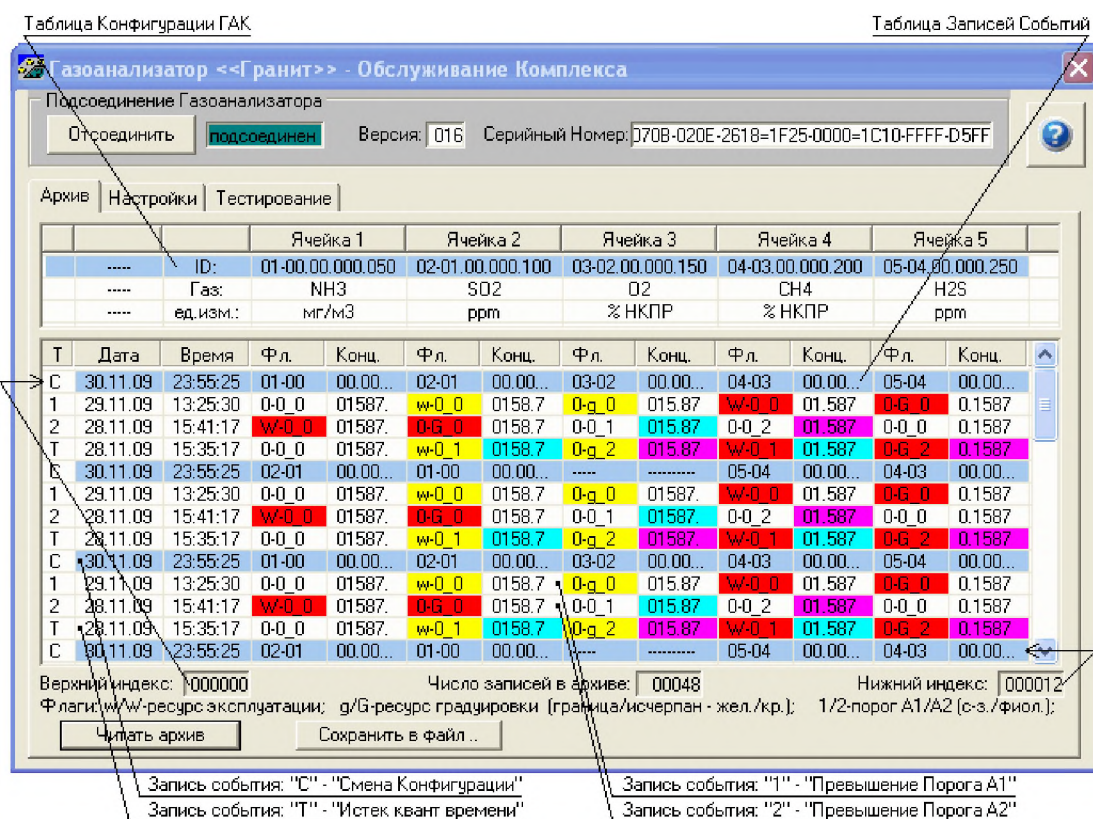 Таблица Конфигурации ГАК Таблица Записей Событий
Газоанализатор <<Гранит>> - Обслуживание Комплекса
Подсоединение Газоанализатора
Отсоединить подсоединен Версия: 016 Серийный Номер: 070B-020E-2618=1F25-0000=1C10-FFFF-D5FF
Архив Настройки Тестирование
Ячейка 1 Ячейка 2 Ячейка 3 Ячейка 4 Ячейка 5
----- ID: 01-00.00.000.050 02-01.00.000.100 03-02.00.000.150 04-03.00.000.200 05-04.00.000.250
----- Газ: NH3 SO2 O2 CH4 H2S
----- ед.изм.: мг/м3 ppm % НКПР % НКПР ppm
Т Дата Время Фл. Конц. Фл. Конц. Фл. Конц. Фл. Конц. Фл. Конц.
С 30.11.09 23:55:25 01-00 00.00... 02-01 00.00... 03-02 00.00... 04-03 00.00... 05-04 00.00...
1 29.11.09 13:25:30 0-0_0 01587. w-0_0 0158.7 0-g_0 015.87 W-0_0 01.587 0-G_0 0.1587
2 28.11.09 15:41:17 W-0_0 01587. 0-G_0 0158.7 0-0_1 015.87 0-0_2 01.587 0-0_0 0.1587
Т 28.11.09 15:35:17 0-0_0 01587. w-0_1 0158.7 0-g_2 015.87 W-0_1 01.587 0-G_2 0.1587
С 30.11.09 23:55:25 02-01 00.00... 01-00 00.00... ----- --------- 05-04 00.00... 04-03 00.00...
1 29.11.09 13:25:30 0-0_0 01587. w-0_0 0158.7 0-g_0 01587. W-0_0 01.587 0-G_0 0.1587
2 28.11.09 15:41:17 W-0_0 01587. 0-G_0 0158.7 0-0_1 01587. 0-0_2 01.587 0-0_0 0.1587
Т 28.11.09 15:35:17 0-0_0 01587. w-0_1 0158.7 0-g_2 01587. W-0_1 01.587 0-G_2 0.1587
С 30.11.09 23:55:25 01-00 00.00... 02-01 00.00... 03-02 00.00... 04-03 00.00... 05-04 00.00...
1 29.11.09 13:25:30 0-0_0 01587. w-0_0 0158.7 0-g_0 015.87 W-0_0 01.587 0-G_0 0.1587
2 28.11.09 15:41:17 W-0_0 01587. 0-G_0 0158.7 0-0_1 015.87 0-0_2 01.587 0-0_0 0.1587
Т 28.11.09 15:35:17 0-0_0 01587. w-0_1 0158.7 0-g_2 015.87 W-0_1 01.587 0-G_2 0.1587
С 30.11.09 23:55:25 02-01 00.00... 01-00 00.00... ----- --------- 05-04 00.00... 04-03 00.00...
Верхний индекс: 000000 Число записей в архиве: 00048 Нижний индекс: 000012
Флаги: w/W-ресурс эксплуатации; g/G-ресурс градуировки (граница/исчерпан - жел./кр.); 1/2-порог А1/А2 (с-з./фиол.);
Читать архив Сохранить в файл ..
Запись события: "С" - "Смена Конфигурации" Запись события: "1" - "Превышение Порога А1"
Запись события: "Т" - "Истек квант времени" Запись события: "2" - "Превышение Порога А2"